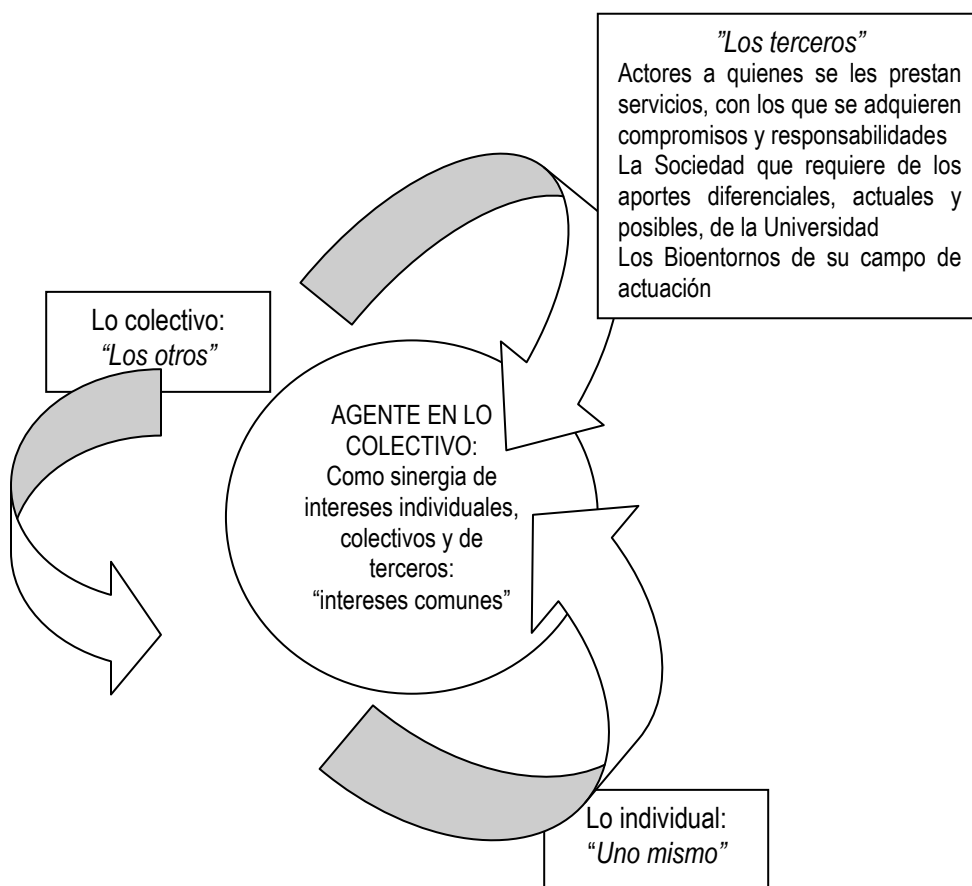 ”Los terceros”
Actores a quienes se les prestan
servicios, con los que se adquieren
compromisos y responsabilidades
La Sociedad que requiere de los
aportes diferenciales, actuales y
posibles, de la Universidad
Los Bioentornos de su campo de
actuación
Lo colectivo:
“Los otros”
AGENTE EN LO
COLECTIVO:
Como sinergia de
intereses individuales,
colectivos y de
terceros:
“intereses comunes”
Lo individual:
“Uno mismo”